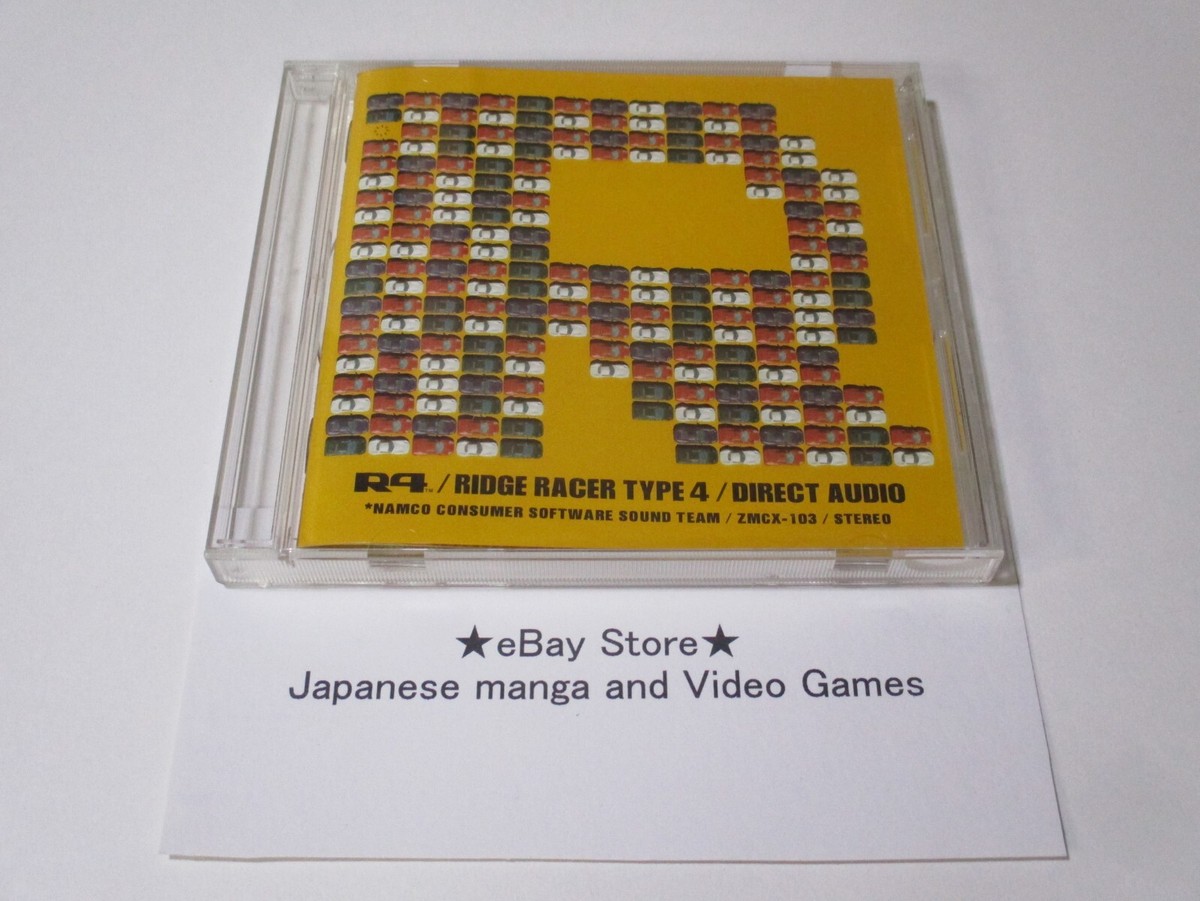 R4™ / RIDGE RACER TYPE 4 / DIRECT AUDIO
*NAMCO CONSUMER SOFTWARE SOUND TEAM / ZMCX-103 / STEREO
★eBay Store★
Japanese manga and Video Games